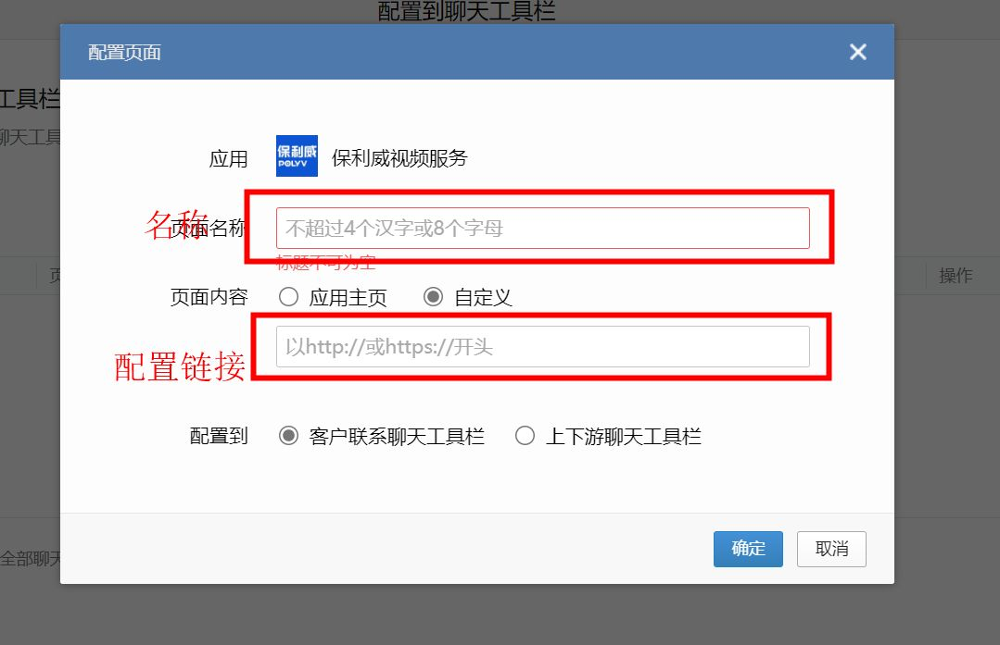 配置到聊天工具栏
配置页面
工具栏
聊天工具
应用 保利威 POLYV 保利威视频服务
名称
页面名称 不超过4个汉字或8个字母
标题不可为空
页 操作
页面内容 应用主页 自定义
以http://或https://开头
配置链接
配置到 客户联系聊天工具栏 上下游聊天工具栏
确定 取消
全部聊天